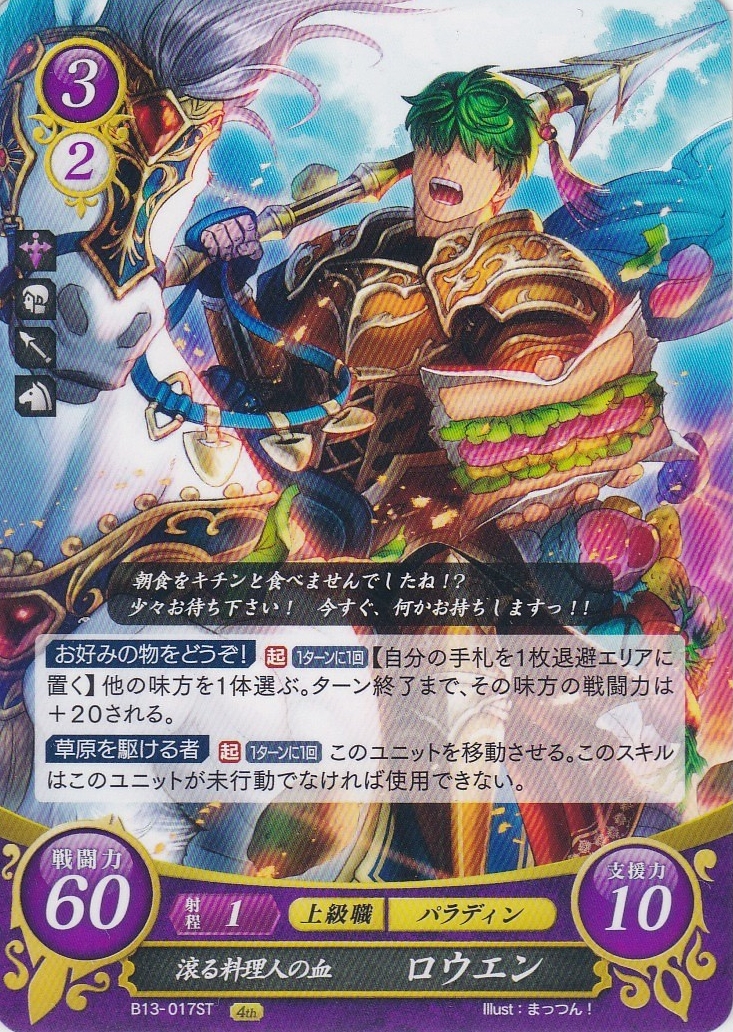 3
2
朝食をキチンと食べませんでしたね!?
少々お待ち下さい! 今すぐ、何かお持ちしますっ!!
お好みの物をどうぞ! 起 1ターンに1回【自分の手札を1枚退避エリアに
置く】他の味方を1体選ぶ。ターン終了まで、その味方の戦闘力は
+20される。
草原を駆ける者 起 1ターンに1回 このユニットを移動させる。このスキル
はこのユニットが未行動でなければ使用できない。
戦闘力
60
射程 1 上級職 パラディン
支援力
10
滾る料理人の血 ロウエン
B13-017ST 4th Illust:まっつん!